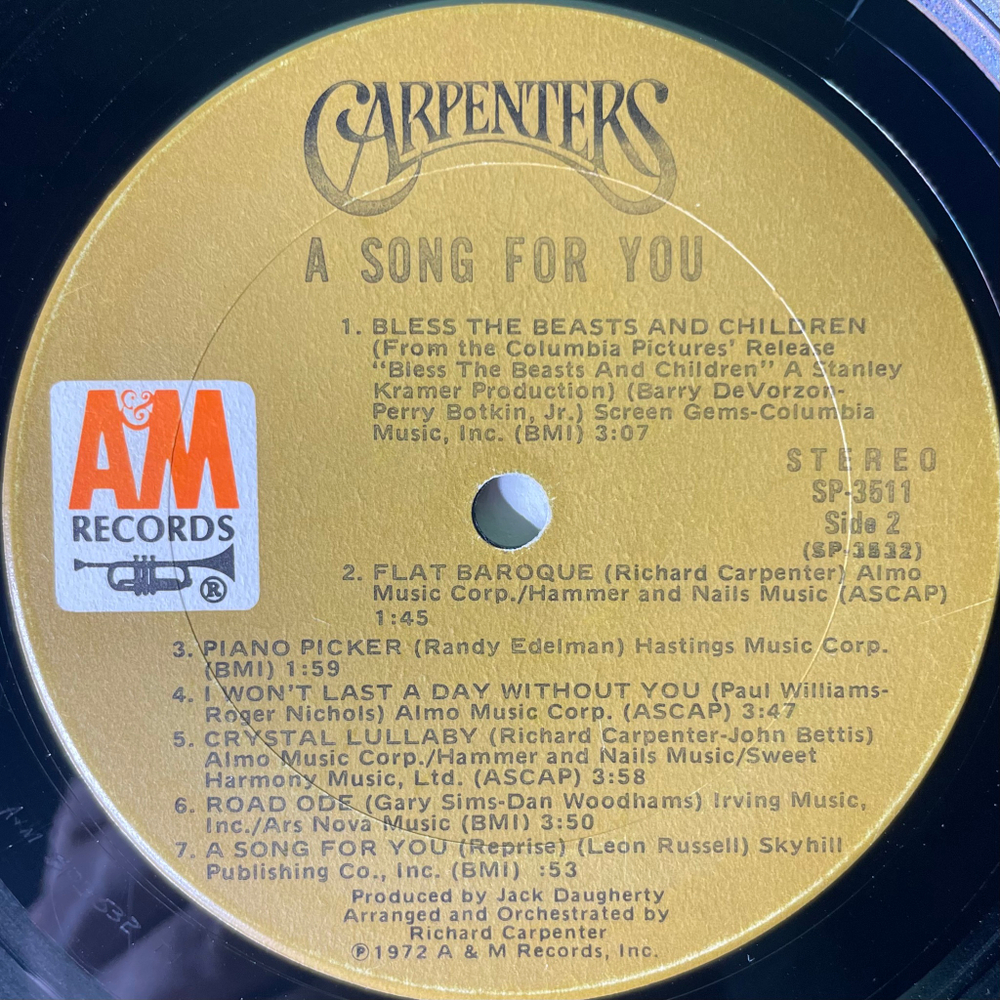 CARPENTERS
A SONG FOR YOU
1. BLESS THE BEASTS AND CHILDREN
(From the Columbia Pictures' Release
"Bless The Beasts And Children" A Stanley
Kramer Production) (Barry DeVorzon-
Perry Botkin, Jr.) Screen Gems-Columbia
Music, Inc. (BMI) 3:07
A&M
RECORDS
®
STEREO
SP-3511
Side 2
(SP-3532)
2. FLAT BAROQUE (Richard Carpenter) Almo
Music Corp./Hammer and Nails Music (ASCAP)
1:45
3. PIANO PICKER (Randy Edelman) Hastings Music Corp.
(BMI) 1:59
4. I WON'T LAST A DAY WITHOUT YOU (Paul Williams-
Roger Nichols) Almo Music Corp. (ASCAP) 3:47
5. CRYSTAL LULLABY (Richard Carpenter-John Bettis)
Almo Music Corp./Hammer and Nails Music/Sweet
Harmony Music, Ltd. (ASCAP) 3:58
6. ROAD ODE (Gary Sims-Dan Woodhams) Irving Music,
Inc./Ars Nova Music (BMI) 3:50
7. A SONG FOR YOU (Reprise) (Leon Russell) Skyhill
Publishing Co., Inc. (BMI) :53
Produced by Jack Daugherty
Arranged and Orchestrated by
Richard Carpenter
℗1972 A & M Records, Inc.